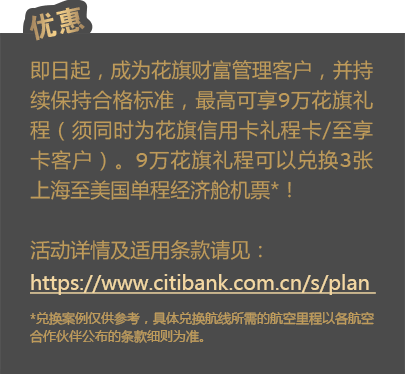 优惠
即日起，成为花旗财富管理客户，并持
续保持合格标准，最高可享9万花旗礼
程（须同时为花旗信用卡礼程卡/至享
卡客户）。9万花旗礼程可以兑换3张
上海至美国单程经济舱机票*！
活动详情及适用条款请见：
https://www.citibank.com.cn/s/plan
*兑换案例仅供参考，具体兑换航线所需的航空里程以各航空
合作伙伴公布的条款细则为准。